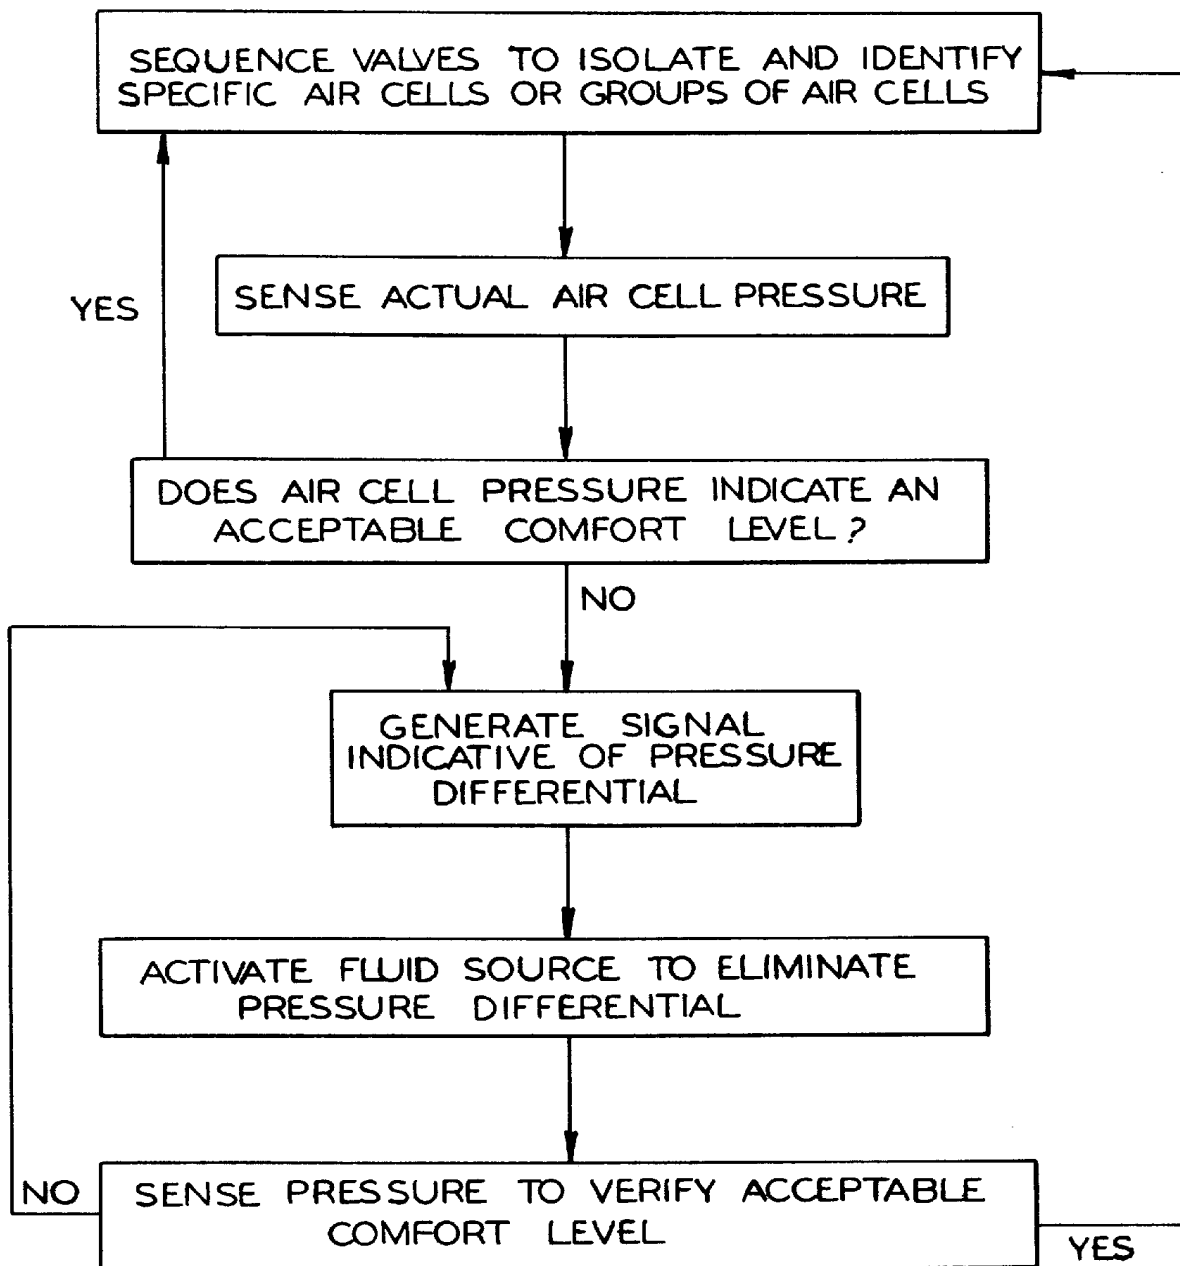 SEQUENCE VALVES TO ISOLATE AND IDENTIFY
SPECIFIC AIR CELLS OR GROUPS OF AIR CELLS
YES
SENSE ACTUAL AIR CELL PRESSURE
DOES AIR CELL PRESSURE INDICATE AN
ACCEPTABLE COMFORT LEVEL?
NO
GENERATE SIGNAL
INDICATIVE OF PRESSURE
DIFFERENTIAL
ACTIVATE FLUID SOURCE TO ELIMINATE
PRESSURE DIFFERENTIAL
NO
SENSE PRESSURE TO VERIFY ACCEPTABLE
COMFORT LEVEL
YES